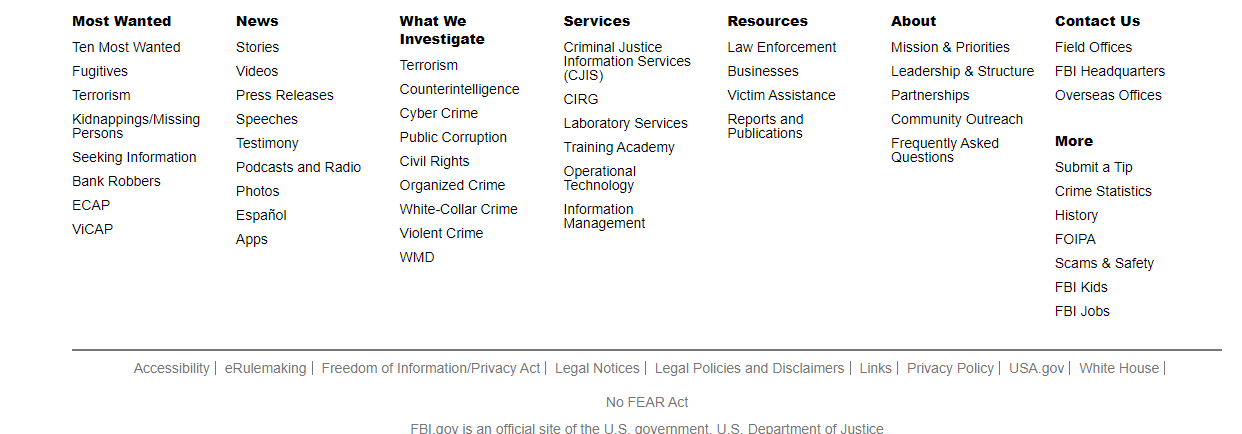 Most Wanted
Ten Most Wanted
Fugitives
Terrorism
Kidnappings/Missing
Persons
Seeking Information
Bank Robbers
ECAP
ViCAP
News
Stories
Videos
Press Releases
Speeches
Testimony
Podcasts and Radio
Photos
Español
Apps
What We
Investigate
Terrorism
Counterintelligence
Cyber Crime
Public Corruption
Civil Rights
Organized Crime
White-Collar Crime
Violent Crime
WMD
Services
Criminal Justice
Information Services
(CJIS)
CIRG
Laboratory Services
Training Academy
Operational
Technology
Information
Management
Resources
Law Enforcement
Businesses
Victim Assistance
Reports and
Publications
About
Mission & Priorities
Leadership & Structure
Partnerships
Community Outreach
Frequently Asked
Questions
Contact Us
Field Offices
FBI Headquarters
Overseas Offices
More
Submit a Tip
Crime Statistics
History
FOIPA
Scams & Safety
FBI Kids
FBI Jobs
Accessibility | eRulemaking | Freedom of Information/Privacy Act | Legal Notices | Legal Policies and Disclaimers | Links | Privacy Policy | USA.gov | White House |
No FEAR Act
FBI.gov is an official site of the U.S. government, U.S. Department of Justice